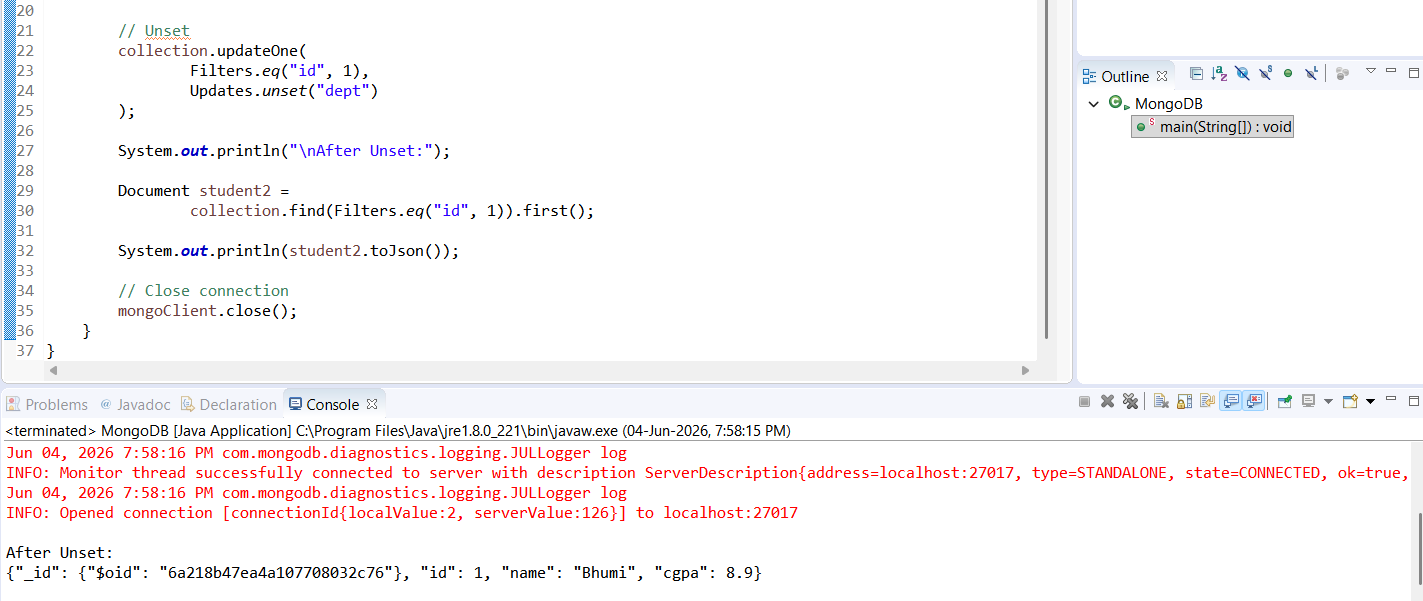 20
21 // Unset
22 collection.updateOne(
23 Filters.eq("id", 1),
24 Updates.unset("dept")
25 );
26
27 System.out.println("\nAfter Unset:");
28
29 Document student2 =
30 collection.find(Filters.eq("id", 1)).first();
31
32 System.out.println(student2.toJson());
33
34 // Close connection
35 mongoClient.close();
36 }
37 }
Outline
MongoDB
main(String[]) : void
Problems @ Javadoc Declaration Console
<terminated> MongoDB [Java Application] C:\Program Files\Java\jre1.8.0_221\bin\javaw.exe (04-Jun-2026, 7:58:15 PM)
Jun 04, 2026 7:58:16 PM com.mongodb.diagnostics.logging.JULLogger log
INFO: Monitor thread successfully connected to server with description ServerDescription{address=localhost:27017, type=STANDALONE, state=CONNECTED, ok=true,
Jun 04, 2026 7:58:16 PM com.mongodb.diagnostics.logging.JULLogger log
INFO: Opened connection [connectionId{localValue:2, serverValue:126}] to localhost:27017
After Unset:
{"_id": {"$oid": "6a218b47ea4a107708032c76"}, "id": 1, "name": "Bhumi", "cgpa": 8.9}